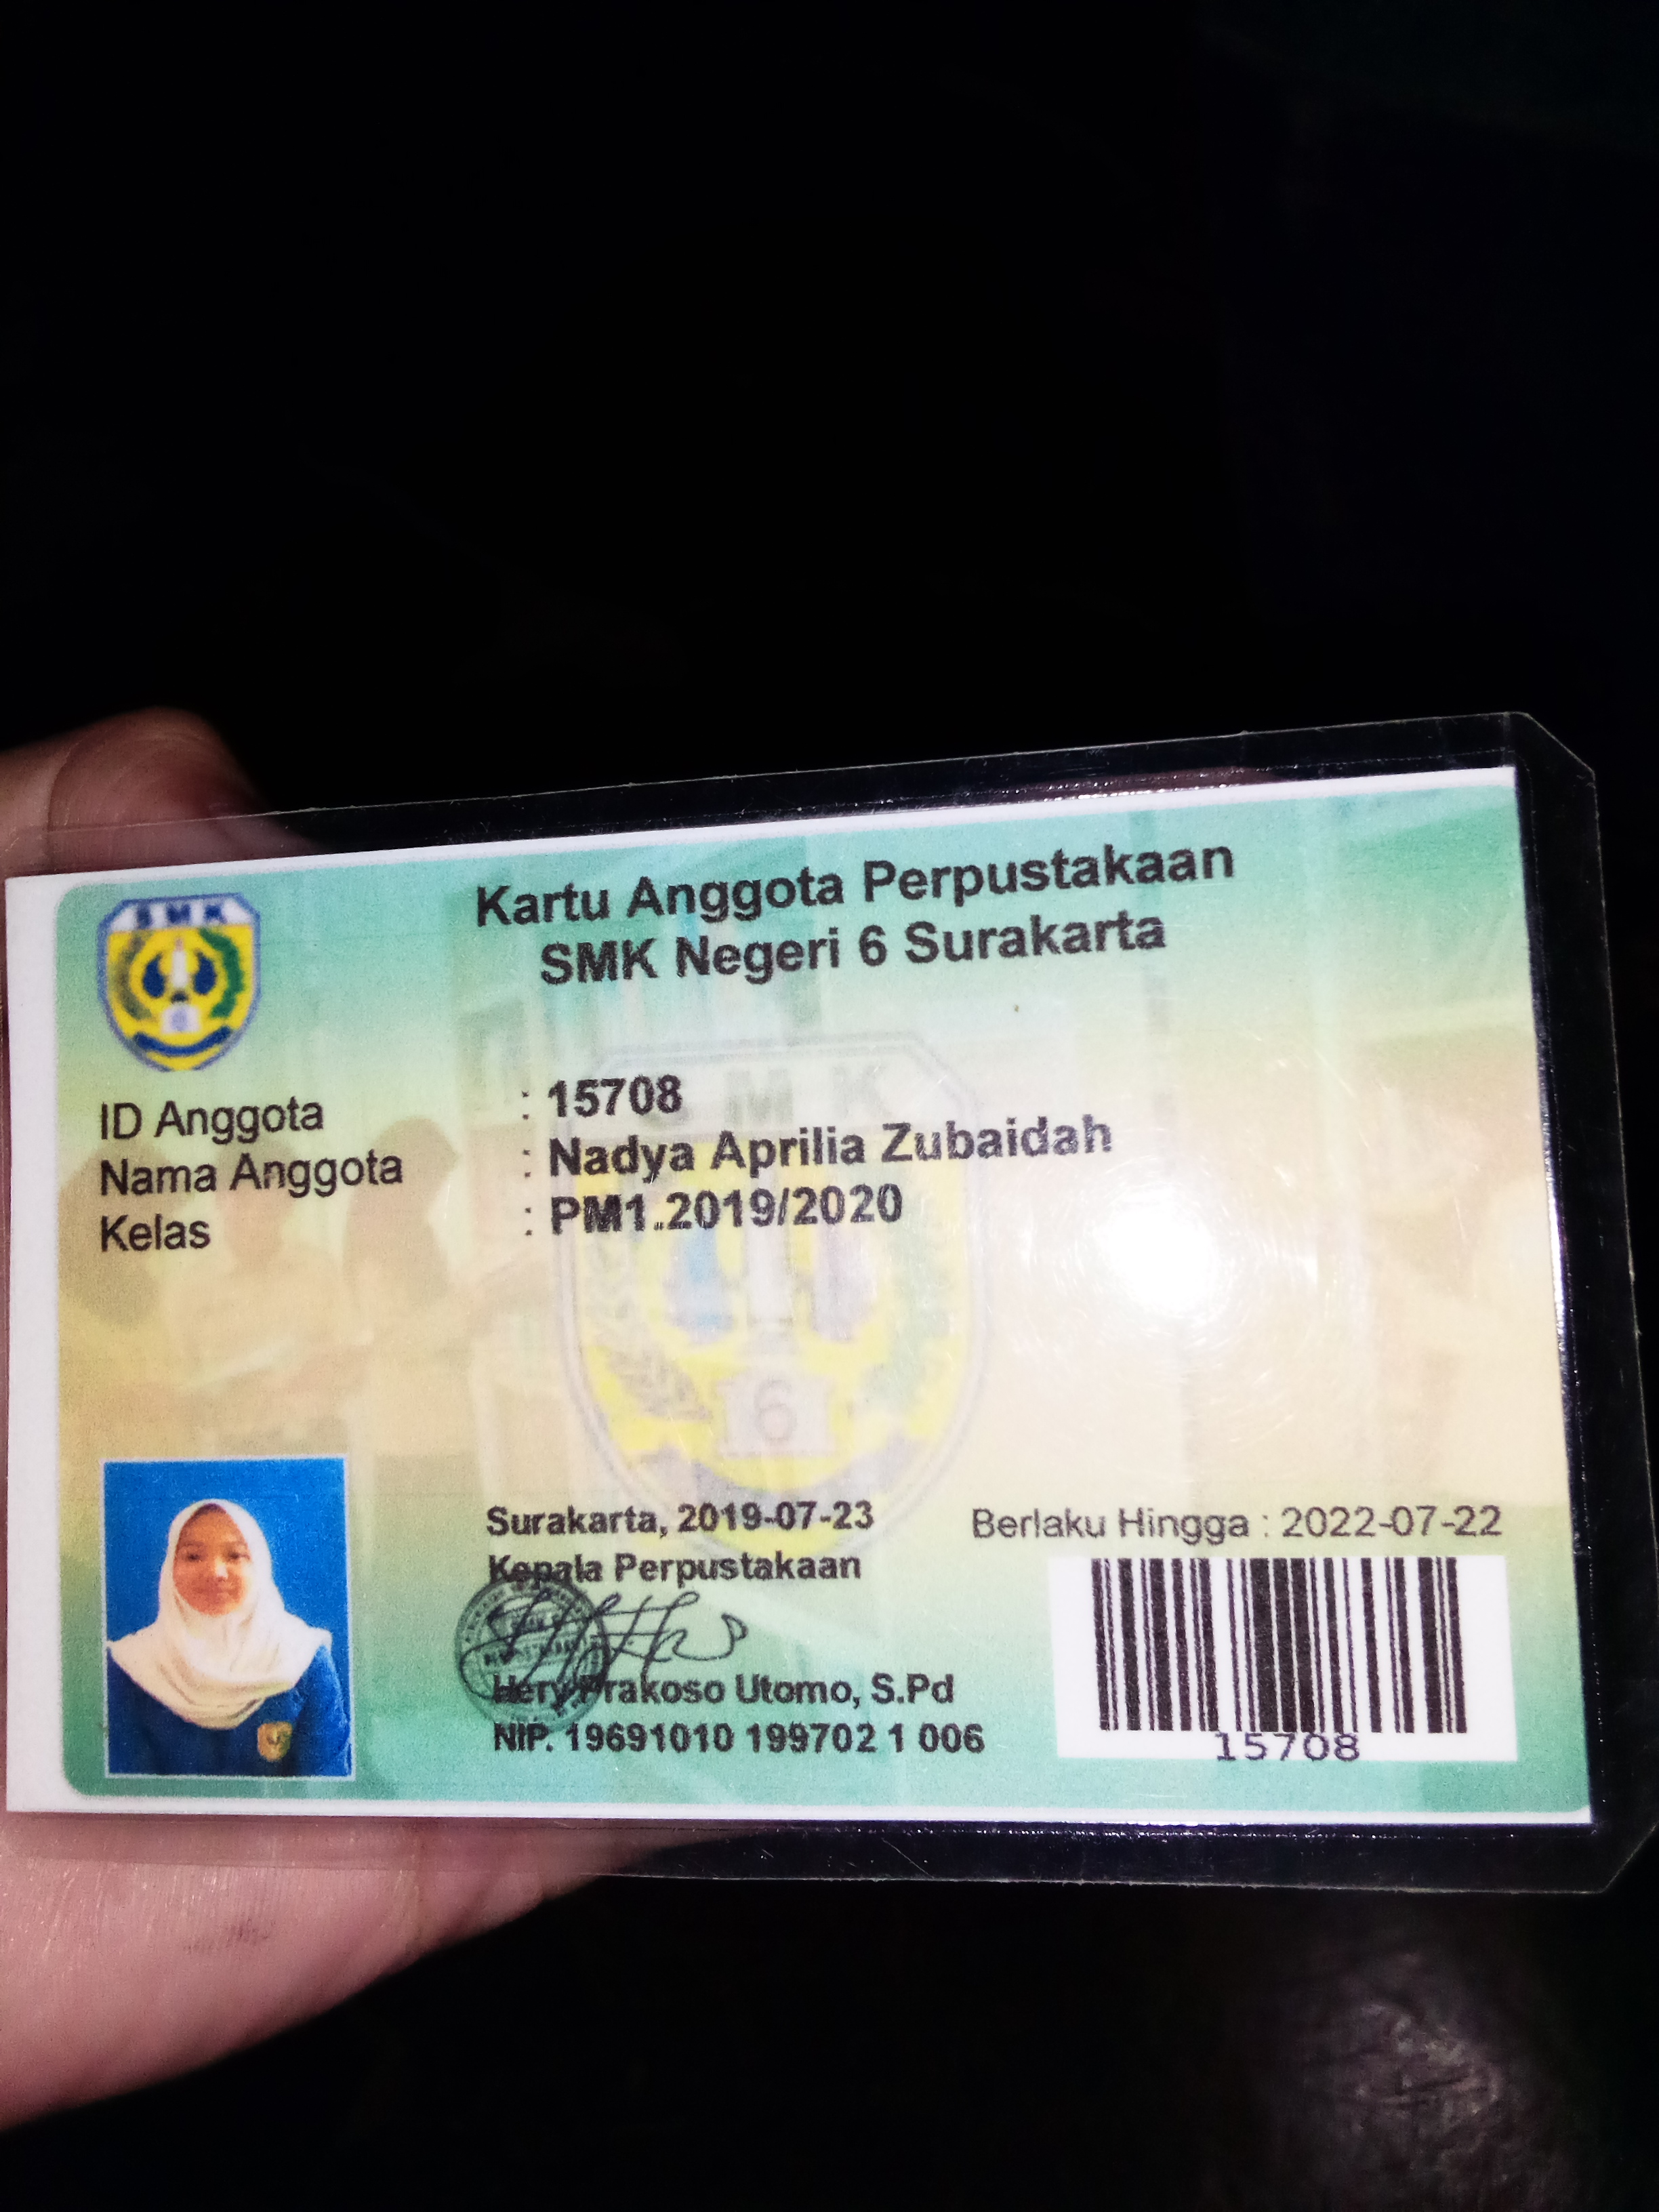 Kartu Anggota Perpustakaan
SMK Negeri 6 Surakarta
SMK
ID Anggota : 15708
Nama Anggota : Nadya Aprilia Zubaidah
Kelas : PM1.2019/2020
SMK
6
Surakarta, 2019-07-23
Kepala Perpustakaan
Hery Prakoso Utomo, S.Pd
NIP. 19691010 199702 1 006
Berlaku Hingga : 2022-07-22
15708